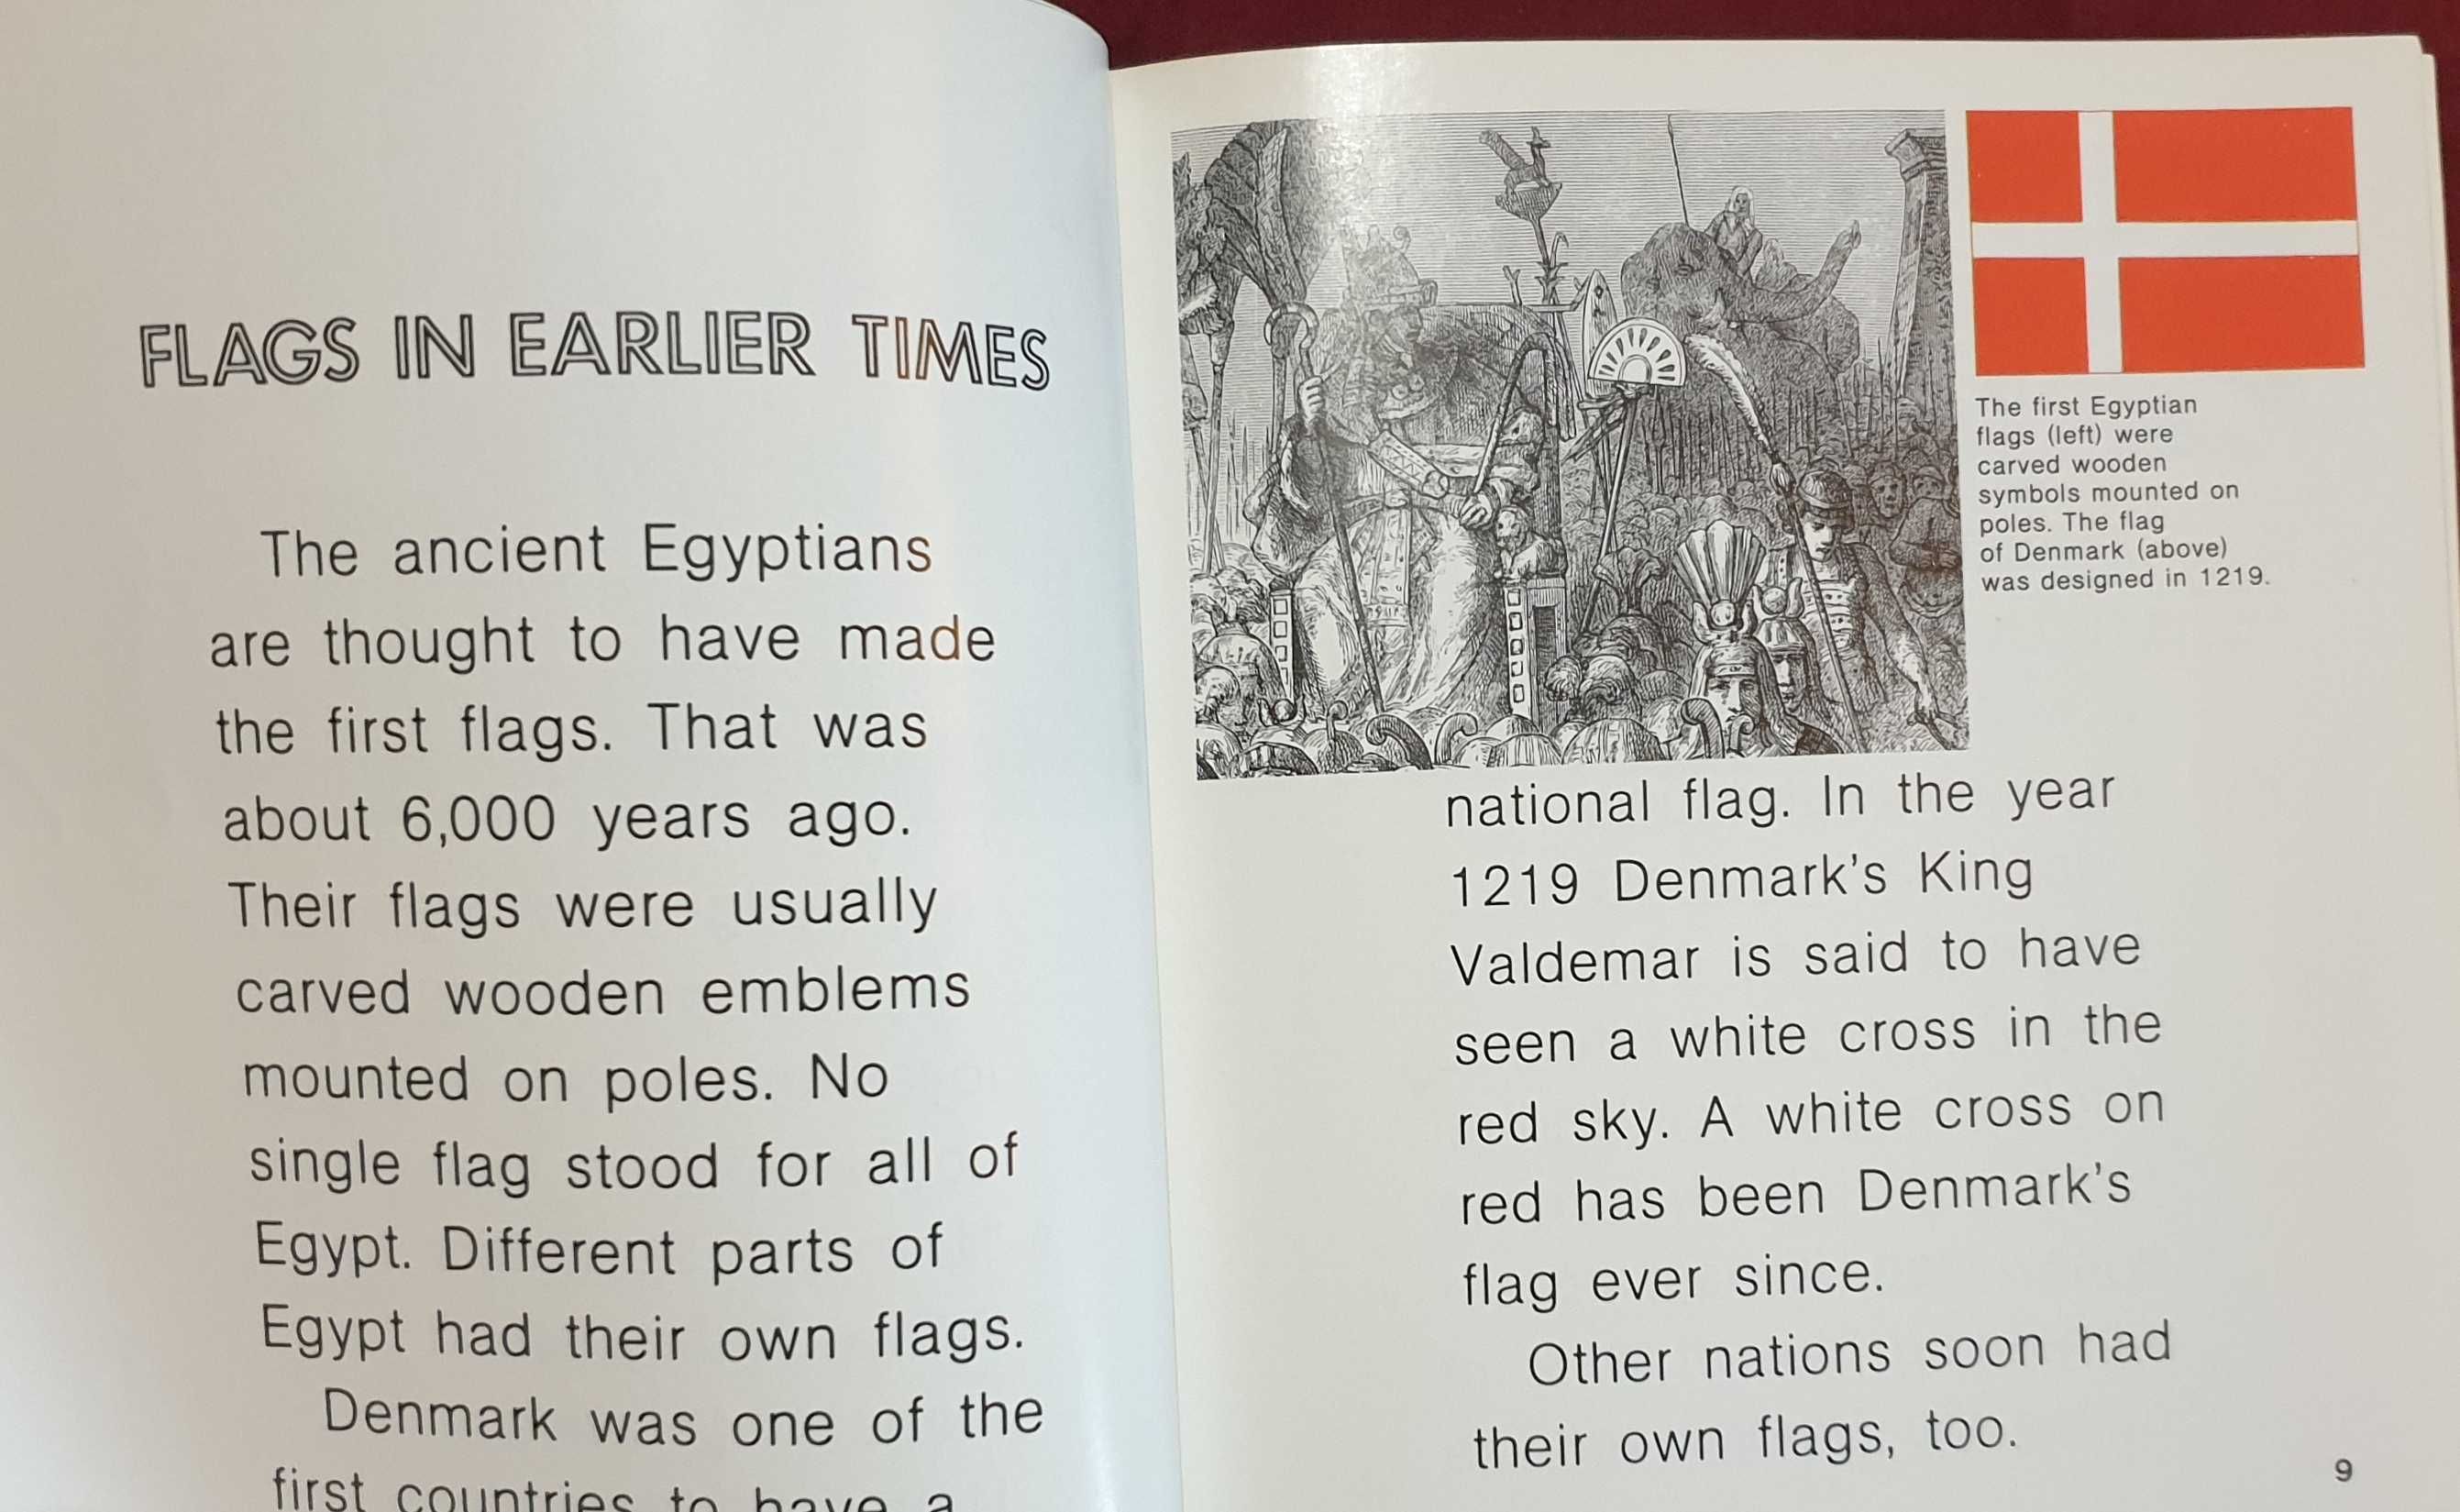 FLAGS IN EARLIER TIMES
The ancient Egyptians
are thought to have made
the first flags. That was
about 6,000 years ago.
Their flags were usually
carved wooden emblems
mounted on poles. No
single flag stood for all of
Egypt. Different parts of
Egypt had their own flags.
Denmark was one of the
first countries to have a
The first Egyptian
flags (left) were
carved wooden
symbols mounted on
poles. The flag
of Denmark (above)
was designed in 1219.
national flag. In the year
1219 Denmark's King
Valdemar is said to have
seen a white cross in the
red sky. A white cross on
red has been Denmark's
flag ever since.
Other nations soon had
their own flags, too.
9